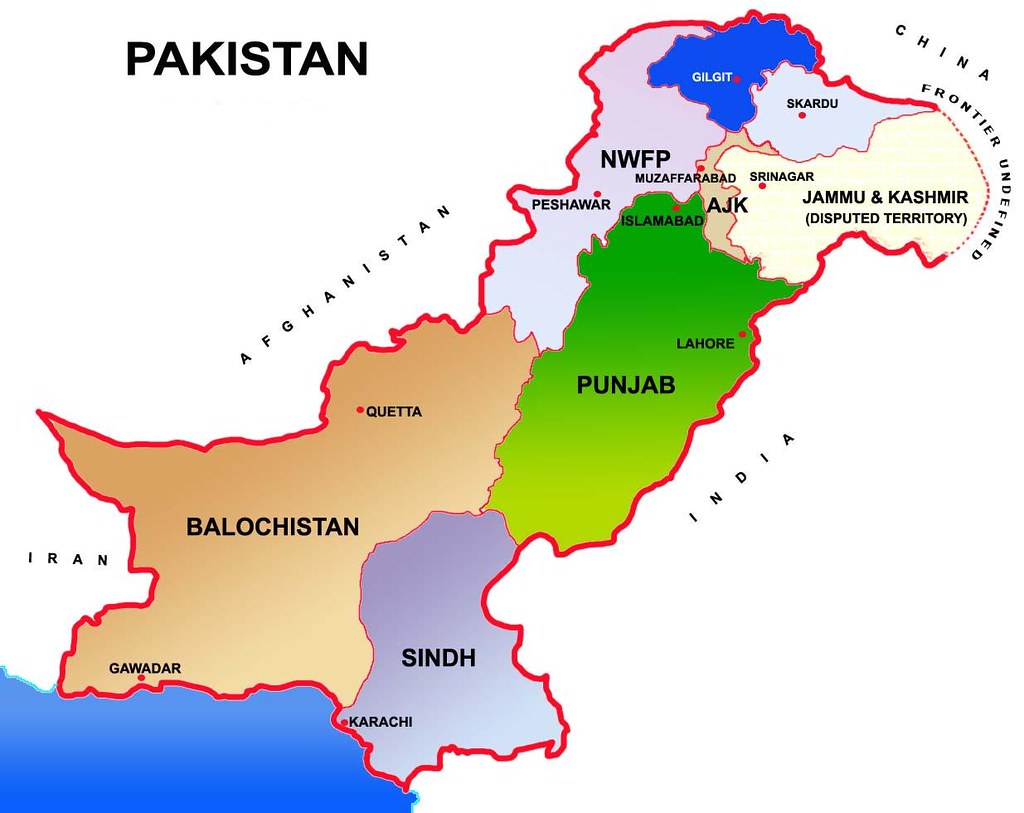 PAKISTAN
CHINA
FRONTIER UNDEFINED
GILGIT
SKARDU
NWFP
MUZAFFARABAD
SRINAGAR
PESHAWAR
AJK
JAMMU & KASHMIR
(DISPUTED TERRITORY)
ISLAMABAD
AFGHANISTAN
LAHORE
PUNJAB
QUETTA
INDIA
BALOCHISTAN
IRAN
SINDH
GAWADAR
KARACHI